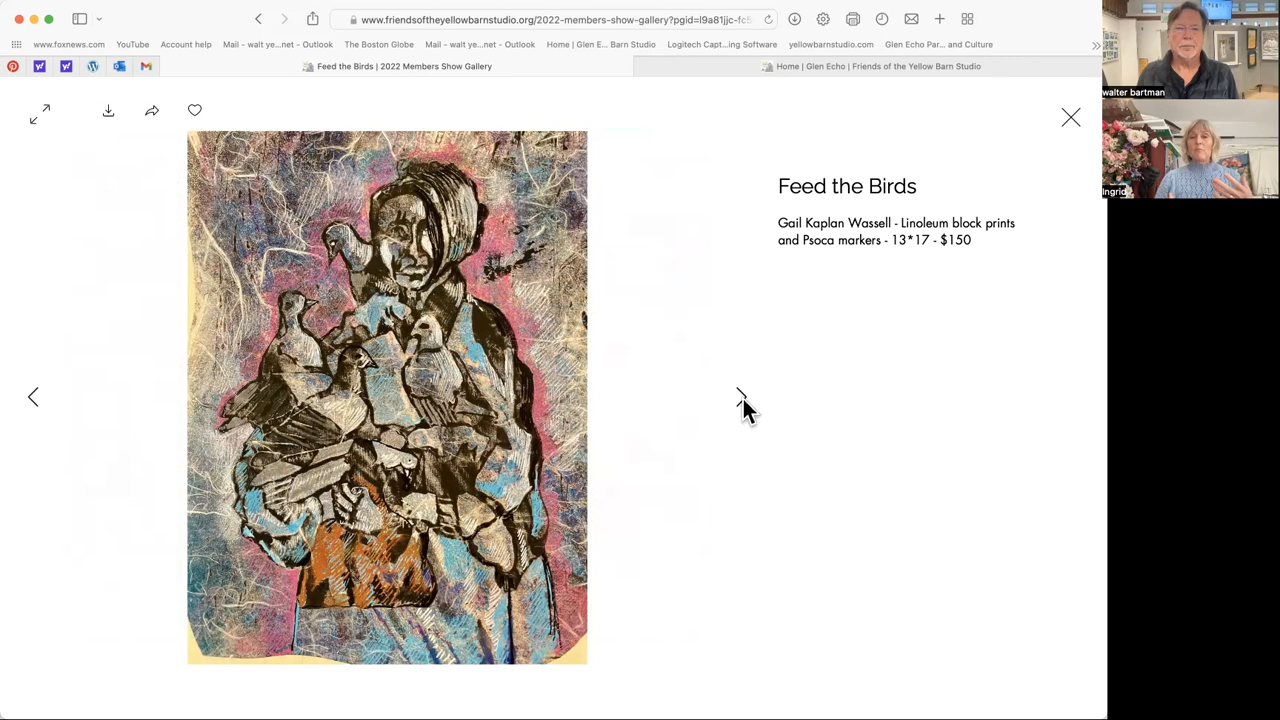 www.friendsoftheyellowbarnstudio.org/2022-members-show-gallery?pgid=l9a81jjc-fc5
www.foxnews.com YouTube Account help Mail - walt ye...net - Outlook The Boston Globe Mail - walt ye...net - Outlook Home | Glen E... Barn Studio Logitech Capt...ing Software yellowbarnstudio.com Glen Echo Par... and Culture
Feed the Birds | 2022 Members Show Gallery Home | Glen Echo | Friends of the Yellow Barn Studio
walter bartman
Ingrid
Feed the Birds
Gail Kaplan Wassell - Linoleum block prints
and Psoca markers - 13*17 - $150